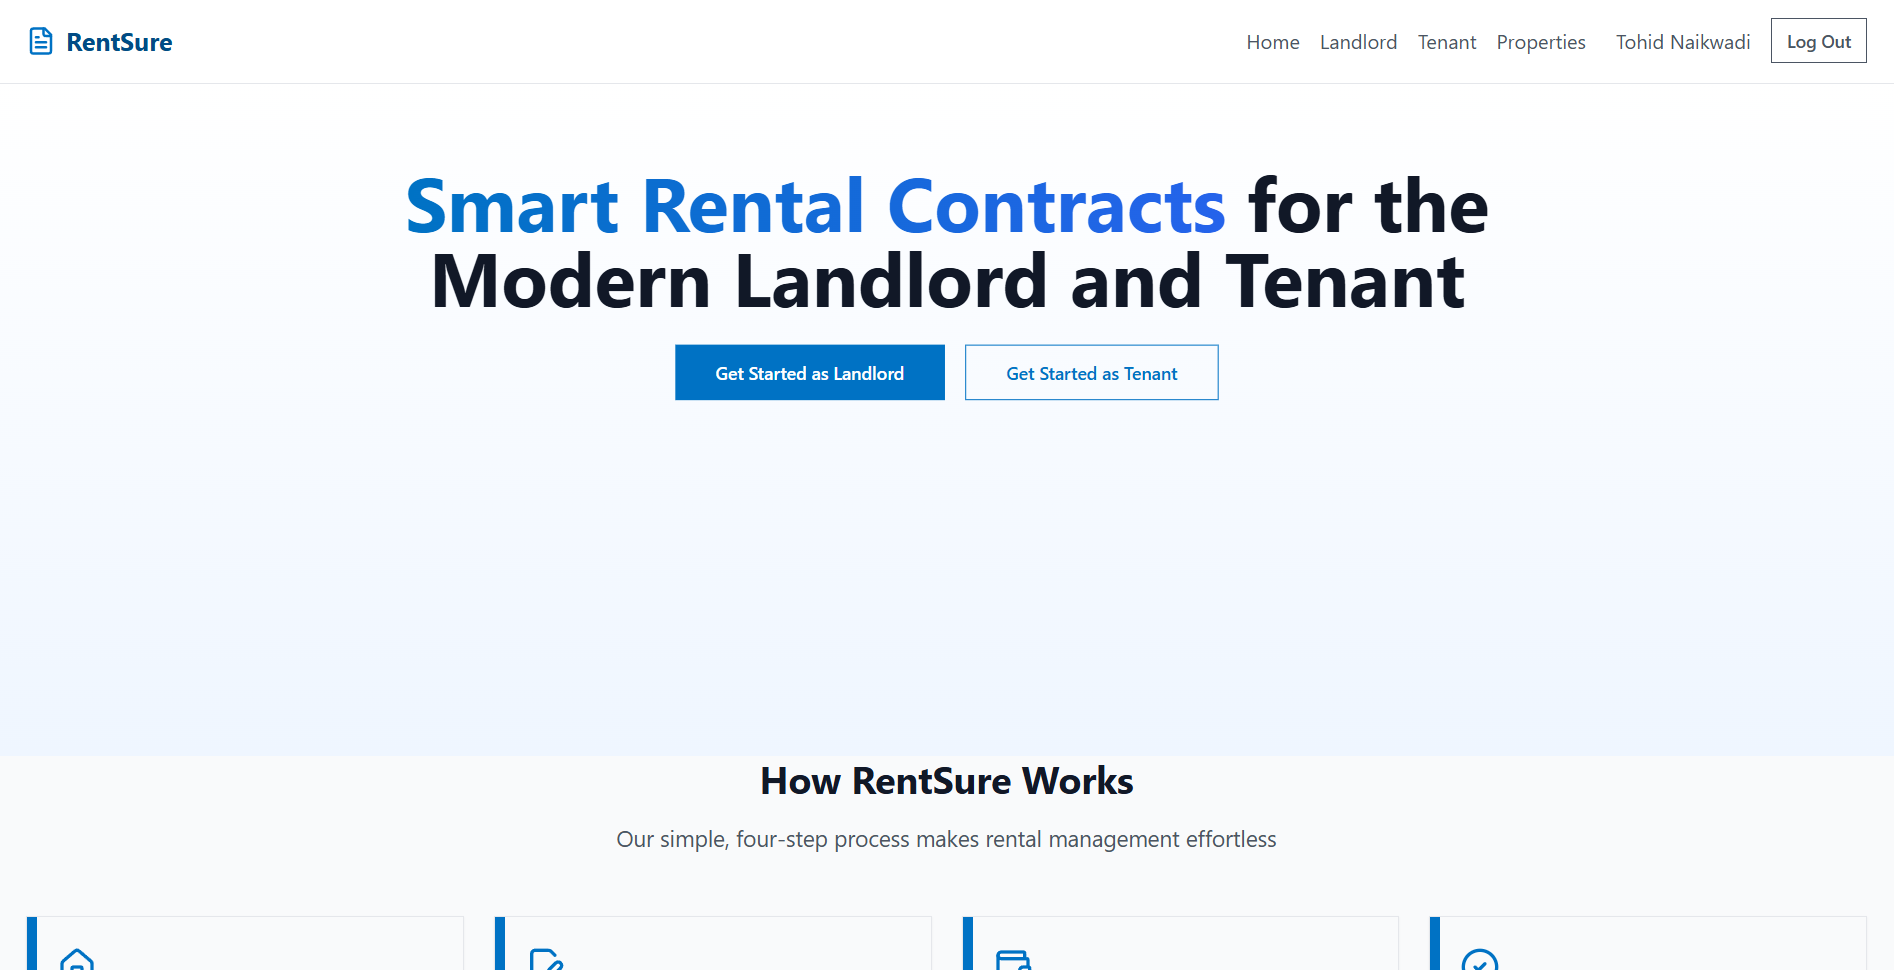 RentSure
Home Landlord Tenant Properties Tohid Naikwadi Log Out
Smart Rental Contracts for the
Modern Landlord and Tenant
Get Started as Landlord Get Started as Tenant
How RentSure Works
Our simple, four-step process makes rental management effortless